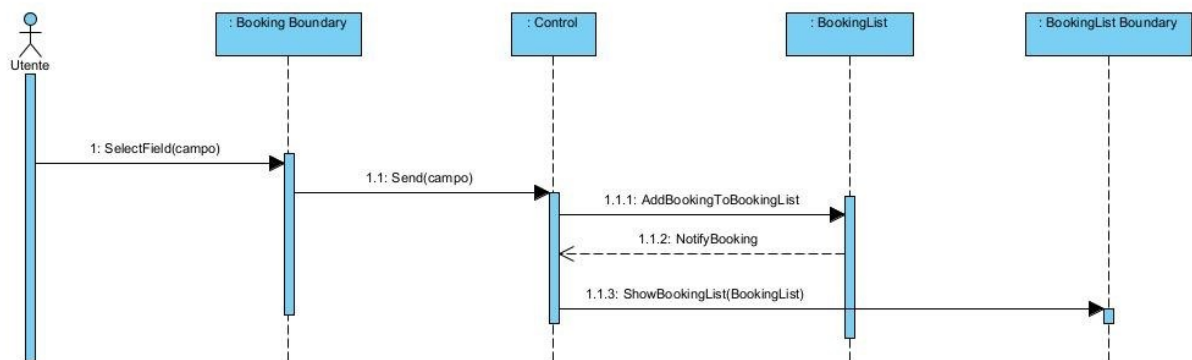 : Booking Boundary
: Control
: BookingList
: BookingList Boundary
Utente
1: SelectField(campo)
1.1: Send(campo)
1.1.1: AddBookingToBookingList
1.1.2: NotifyBooking
1.1.3: ShowBookingList(BookingList)